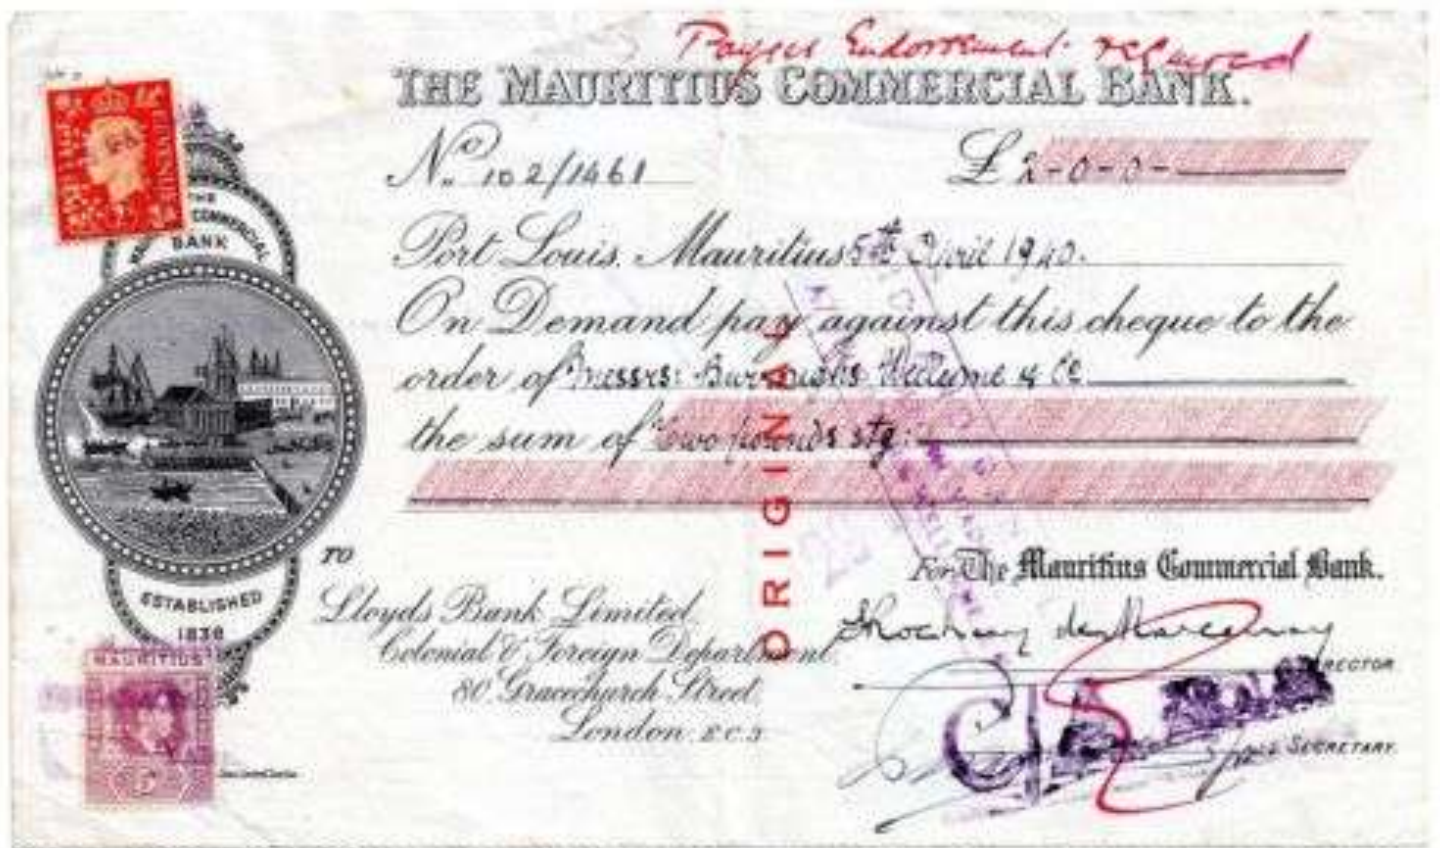 Payees Endorsement required
THE MAURITIUS COMMERCIAL BANK.
No. 102/1461
£ 2-0-0-
Port Louis, Mauritius 5th April 1940.
On Demand pay against this cheque to the
order of Messrs: Burroughs Wellcome & Co
the sum of Two pounds stg:
ORIGINAL
REVENUE
THE
COMMERCIAL
BANK
ESTABLISHED
1838
MAURITIUS
TO
Lloyds Bank Limited,
Colonial & Foreign Department,
80 Gracechurch Street,
London. E.C.3
For The Mauritius Commercial Bank.
DIRECTOR
SECRETARY.